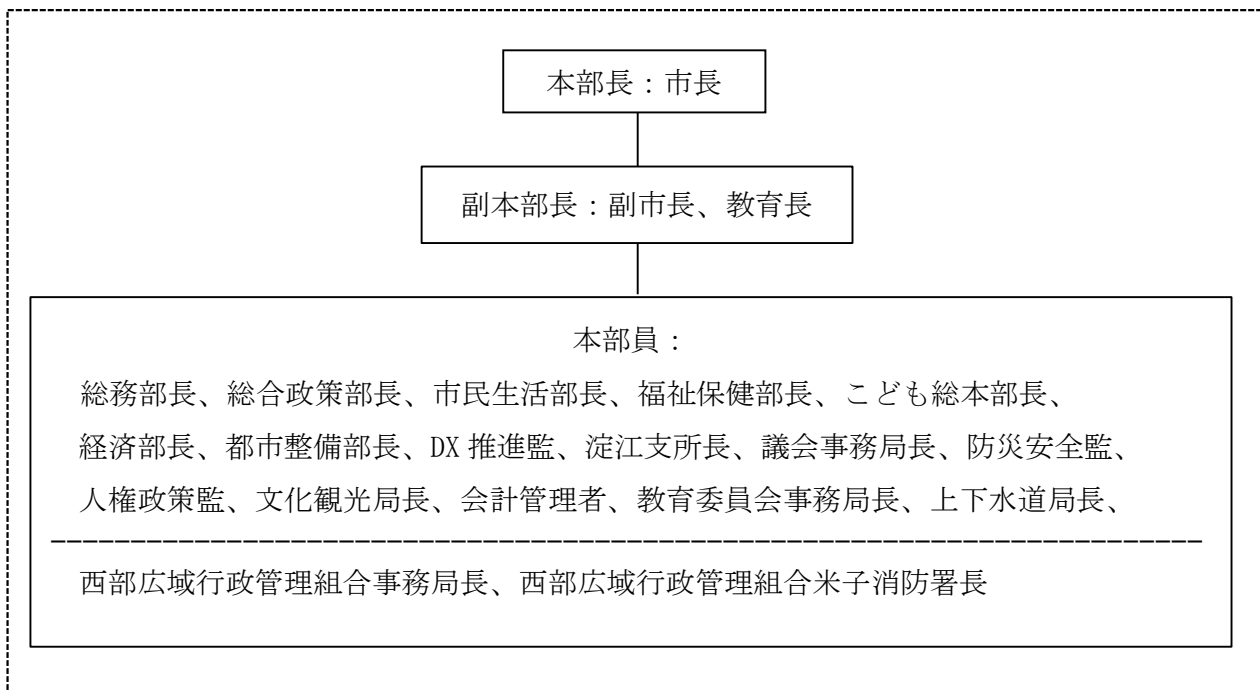 本部長：市長
副本部長：副市長、教育長
本部員：
総務部長、総合政策部長、市民生活部長、福祉保健部長、こども総本部長、
経済部長、都市整備部長、DX 推進監、淀江支所長、議会事務局長、防災安全監、
人権政策監、文化観光局長、会計管理者、教育委員会事務局長、上下水道局長、
西部広域行政管理組合事務局長、西部広域行政管理組合米子消防署長